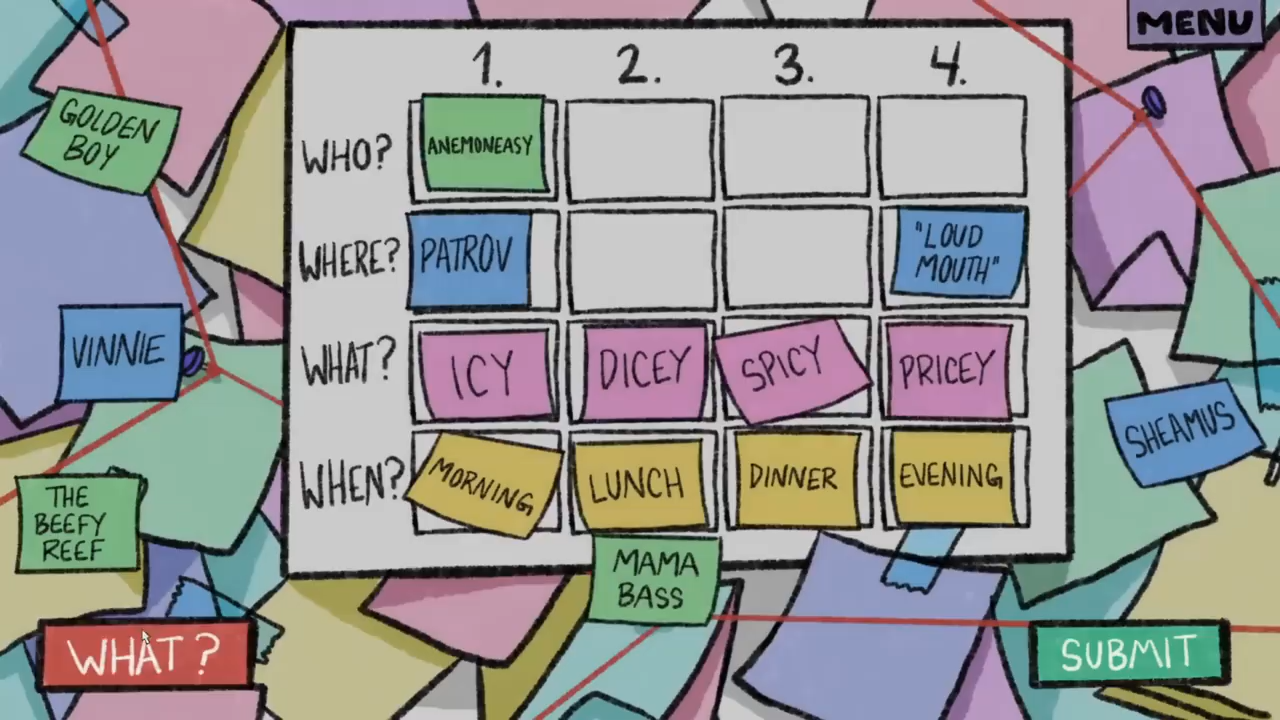 MENU
1. 2. 3. 4.
GOLDEN
BOY
WHO?
ANEMONEASY
WHERE?
PATROV
"LOUD
MOUTH"
VINNIE
WHAT?
ICY
DICEY
SPICY
PRICEY
SHEAMUS
WHEN?
MORNING
LUNCH
DINNER
EVENING
THE
BEEFY
REEF
MAMA
BASS
WHAT?
SUBMIT